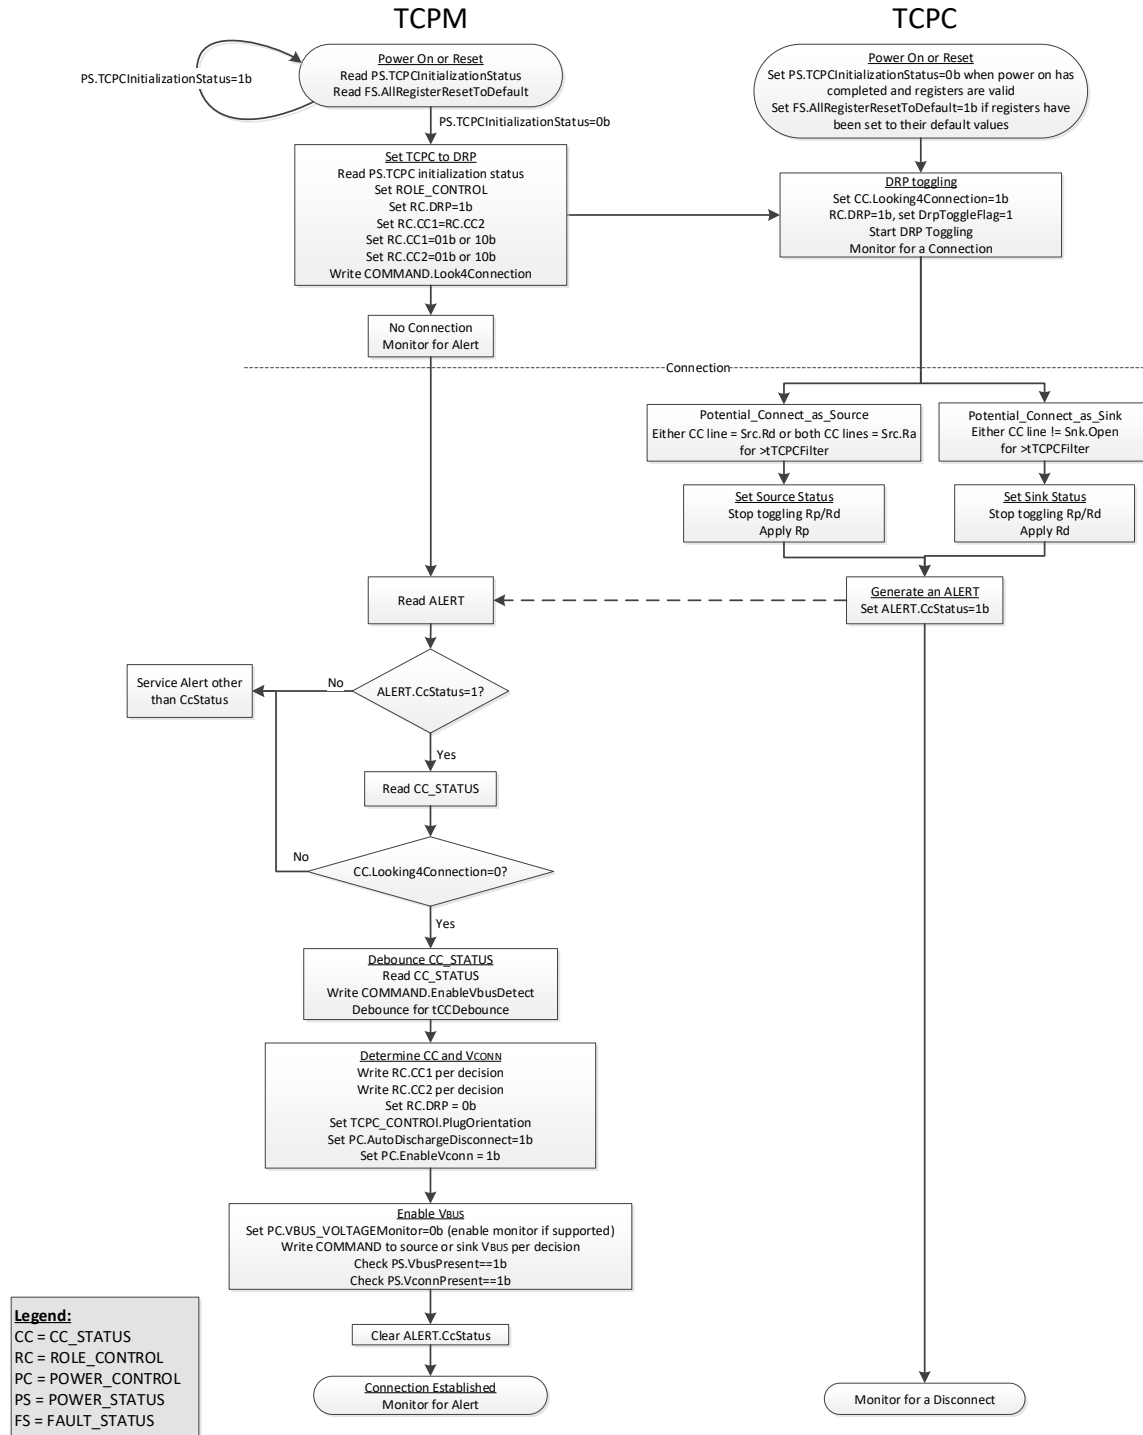 TCPM
TCPC
Power On or Reset
Read PS.TCPCInitializationStatus
Read FS.AllRegisterResetToDefault
PS.TCPCInitializationStatus=1b
PS.TCPCInitializationStatus=0b
Power On or Reset
Set PS.TCPCInitializationStatus=0b when power on has
completed and registers are valid
Set FS.AllRegisterResetToDefault=1b if registers have
been set to their default values
Set TCPC to DRP
Read PS.TCPC initialization status
Set ROLE_CONTROL
Set RC.DRP=1b
Set RC.CC1=RC.CC2
Set RC.CC1=01b or 10b
Set RC.CC2=01b or 10b
Write COMMAND.Look4Connection
DRP toggling
Set CC.Looking4Connection=1b
RC.DRP=1b, set DrpToggleFlag=1
Start DRP Toggling
Monitor for a Connection
No Connection
Monitor for Alert
Connection
Potential_Connect_as_Source
Either CC line = Src.Rd or both CC lines = Src.Ra
for >tTCPCFilter
Potential_Connect_as_Sink
Either CC line != Snk.Open
for >tTCPCFilter
Set Source Status
Stop toggling Rp/Rd
Apply Rp
Set Sink Status
Stop toggling Rp/Rd
Apply Rd
Read ALERT
Generate an ALERT
Set ALERT.CcStatus=1b
Service Alert other
than CcStatus
No
ALERT.CcStatus=1?
Yes
Read CC_STATUS
No
CC.Looking4Connection=0?
Yes
Debounce CC_STATUS
Read CC_STATUS
Write COMMAND.EnableVbusDetect
Debounce for tCCDebounce
Determine CC and VCONN
Write RC.CC1 per decision
Write RC.CC2 per decision
Set RC.DRP = 0b
Set TCPC_CONTROl.PlugOrientation
Set PC.AutoDischargeDisconnect=1b
Set PC.EnableVconn = 1b
Enable VBUS
Set PC.VBUS_VOLTAGEMonitor=0b (enable monitor if supported)
Write COMMAND to source or sink VBUS per decision
Check PS.VbusPresent==1b
Check PS.VconnPresent==1b
Clear ALERT.CcStatus
Connection Established
Monitor for Alert
Monitor for a Disconnect
Legend:
CC = CC_STATUS
RC = ROLE_CONTROL
PC = POWER_CONTROL
PS = POWER_STATUS
FS = FAULT_STATUS